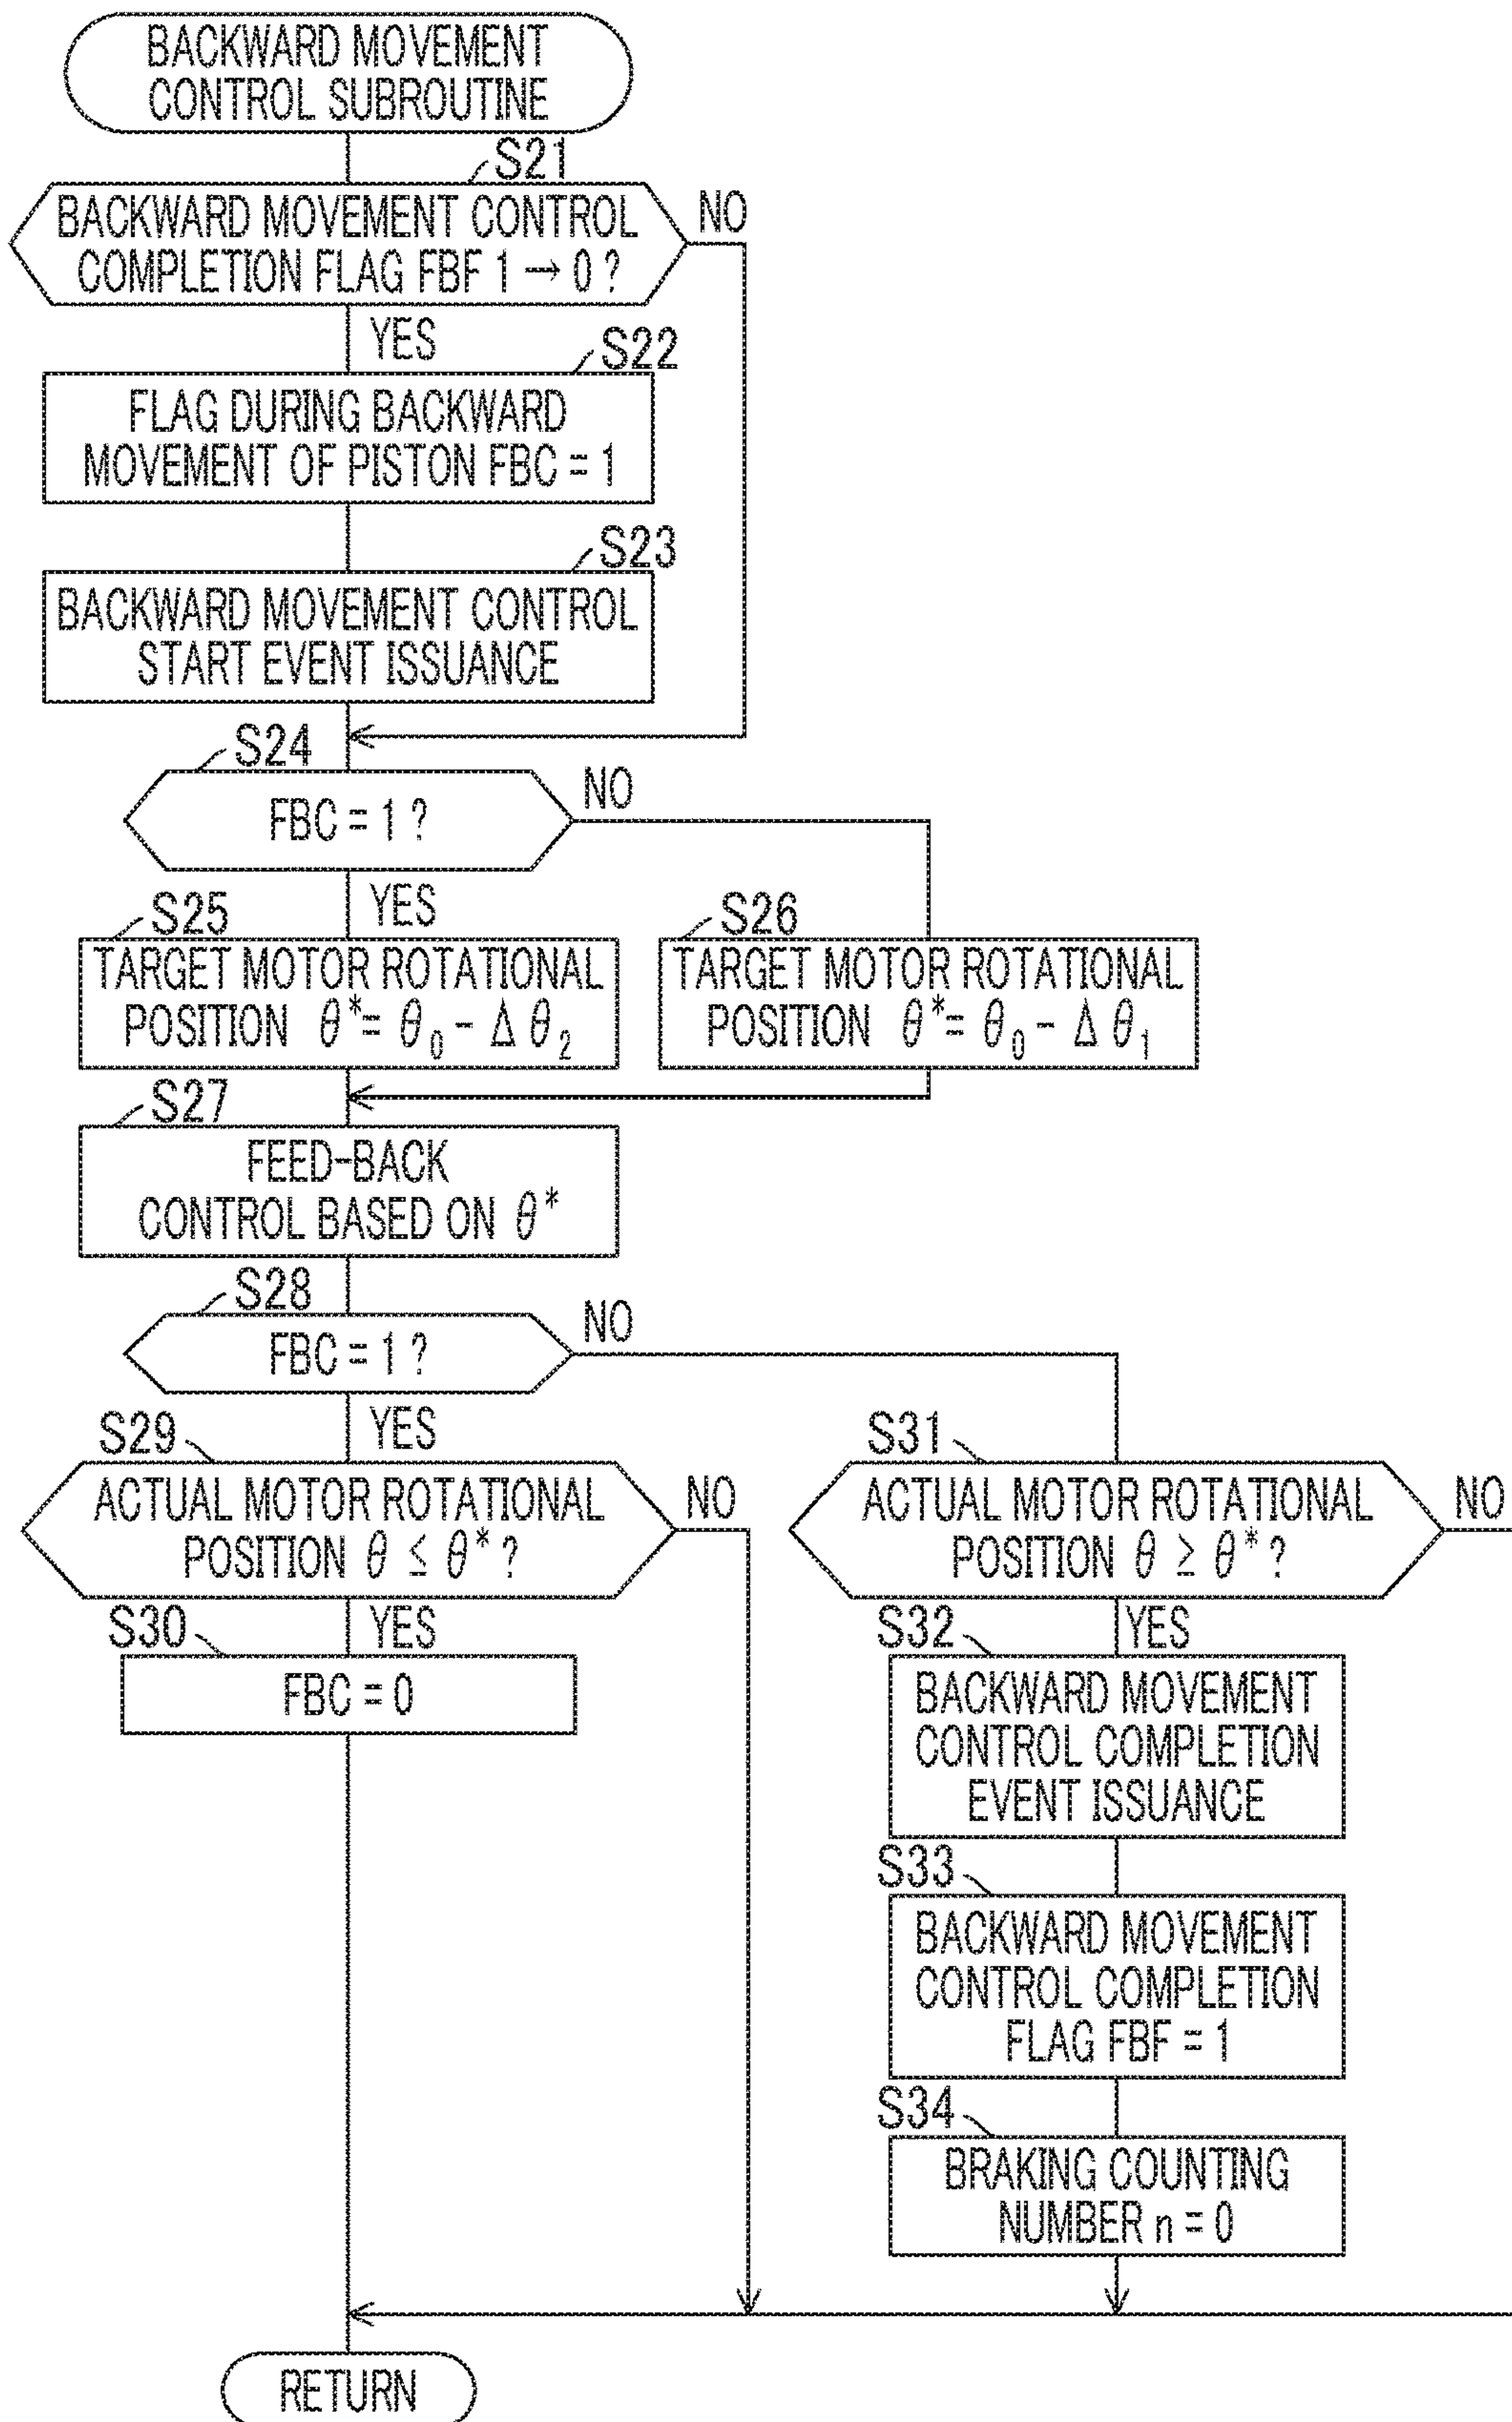 BACKWARD MOVEMENT
CONTROL SUBROUTINE
S21
BACKWARD MOVEMENT CONTROL
COMPLETION FLAG FBF 1 → 0 ?
NO
YES
S22
FLAG DURING BACKWARD
MOVEMENT OF PISTON FBC = 1
S23
BACKWARD MOVEMENT CONTROL
START EVENT ISSUANCE
S24
FBC = 1 ?
NO
YES
S25
TARGET MOTOR ROTATIONAL
POSITION θ*= θ₀ - Δ θ₂
S26
TARGET MOTOR ROTATIONAL
POSITION θ*= θ₀ - Δ θ₁
S27
FEED-BACK
CONTROL BASED ON θ*
S28
FBC = 1 ?
NO
YES
S29
ACTUAL MOTOR ROTATIONAL
POSITION θ ≤ θ* ?
NO
YES
S30
FBC = 0
S31
ACTUAL MOTOR ROTATIONAL
POSITION θ ≥ θ* ?
NO
YES
S32
BACKWARD MOVEMENT
CONTROL COMPLETION
EVENT ISSUANCE
S33
BACKWARD MOVEMENT
CONTROL COMPLETION
FLAG FBF = 1
S34
BRAKING COUNTING
NUMBER n = 0
RETURN